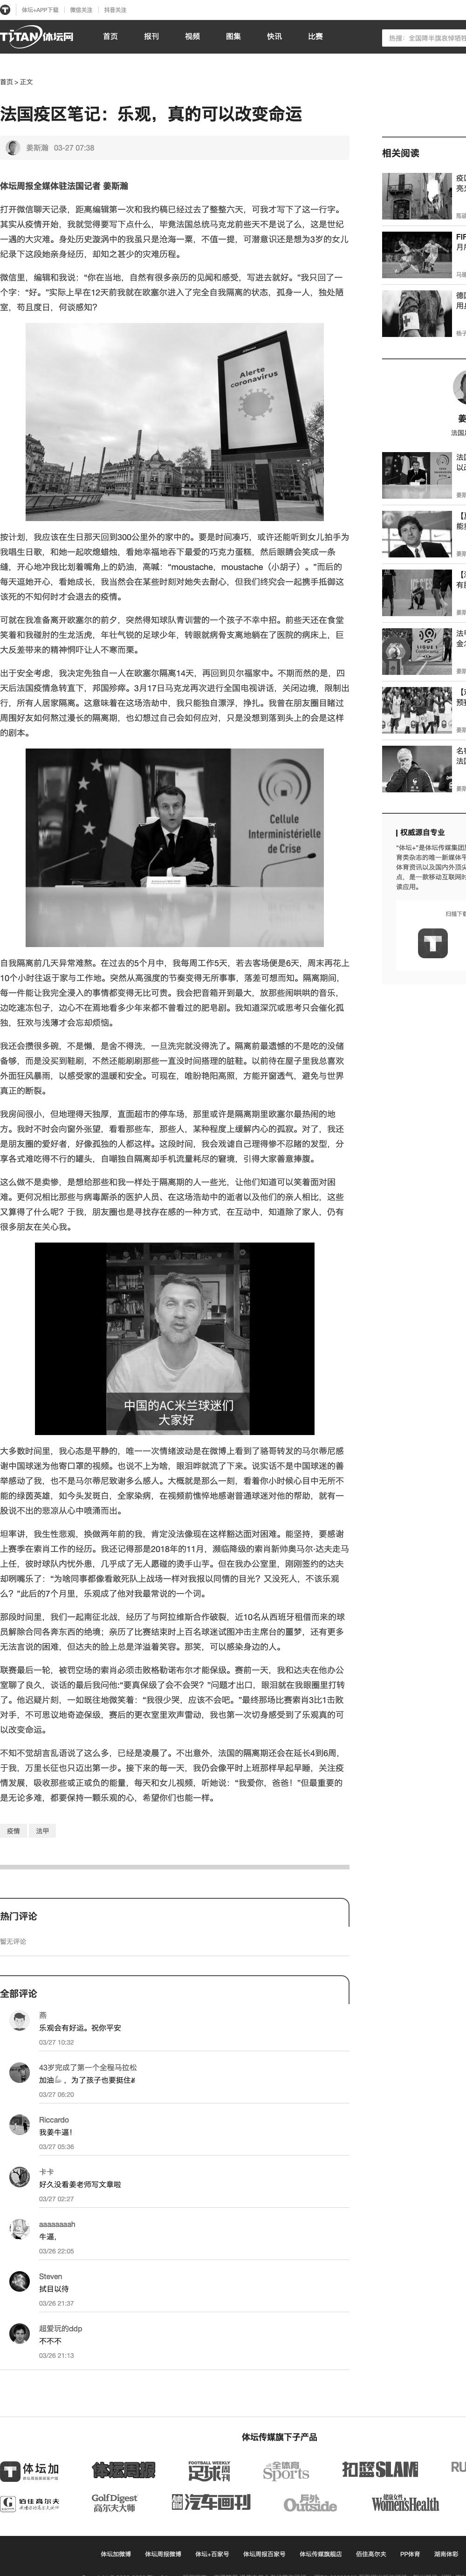 体坛+APP下载
微信关注
抖音关注
TiTAN体坛网
首页
报刊
视频
图集
快讯
比赛
首页 > 正文
法国疫区笔记：乐观，真的可以改变命运
姜斯瀚 03-27 07:38
体坛周报全媒体驻法国记者 姜斯瀚
打开微信聊天记录，距离编辑第一次和我约稿已经过去了整整六天，可我才写下了这一行字。
其实从疫情开始，我就觉得要写下点什么，毕竟法国总统马克龙前些天不是说了么，这是世纪
一遇的大灾难。身处历史漩涡中的我虽只是沧海一粟，不值一提，可潜意识还是想为3岁的女儿
纪录下这段她亲身经历，却知之甚少的灾难历程。
微信里，编辑和我说：“你在当地，自然有很多亲历的见闻和感受，写进去就好。”我只回了一
个字：“好。”实际上早在12天前我就在欧塞尔进入了完全自我隔离的状态，孤身一人，独处陋
室，苟且度日，何谈感知？
Alerte
coronavirus
按计划，我应该在生日那天回到300公里外的家中的。要是时间凑巧，或许还能听到女儿拍手为
我唱生日歌，和她一起吹熄蜡烛，看她幸福地吞下最爱的巧克力蛋糕，然后眼睛会笑成一条
缝，开心地冲我比划着嘴角上的奶油，高喊：“moustache，moustache（小胡子）。”而我的
每天逗她开心，看她成长，我当然会在某些时刻对她失去耐心，但我们终究会一起携手抵御这
该死的不知何时才会退去的疫情。
可就在我准备离开欧塞尔的前夕，突然得知球队青训营的一个孩子不幸中招。前些天还在食堂
笑着和我碰肘的生龙活虎，年壮气锐的足球少年，转眼就病骨支离地躺在了医院的病床上，巨
大反差带来的精神恫吓让人不寒而栗。
出于安全考虑，我决定先独自一人在欧塞尔隔离14天，再回到贝尔福家中。不期而然的是，四
天后法国疫情急转直下，邦国殄瘁。3月17日马克龙再次进行全国电视讲话，关闭边境，限制出
行，所有人居家隔离。这意味着在这场浩劫中，我只能独自漂浮，挣扎。我曾在朋友圈目睹过
周围好友如何熬过漫长的隔离期，也幻想过自己会如何应对，只是没想到落到头上的会是这样
的剧本。
Cellule
Interministérielle
de Crise
自我隔离前几天异常难熬。在过去的5个月中，我每周工作5天，若去客场便是6天，周末再花上
10个小时往返于家与工作地。突然从高强度的节奏变得无所事事，落差可想而知。隔离期间，
每一件能让我完全浸入的事情都变得无比可贵。我会把音箱开到最大，放那些闹哄哄的音乐，
边吃速冻包子，边心不在焉地看多少年来都不曾看过的肥皂剧。我知道深沉或思考只会催化孤
独，狂欢与浅薄才会忘却烦恼。
我还会攒很多碗，不是懒，是舍不得洗，一旦洗完就没得洗了。隔离前最遗憾的不是吃的没储
备够，而是没买到鞋刷，不然还能刷刷那些一直没时间搭理的脏鞋。以前待在屋子里我总喜欢
外面狂风暴雨，以感受家的温暖和安全。可现在，唯盼艳阳高照，方能开窗透气，避免与世界
真正的断裂。
我房间很小，但地理得天独厚，直面超市的停车场，那里或许是隔离期里欧塞尔最热闹的地
方。我时不时会向窗外张望，看看那些车，那些人，某种程度上缓解内心的孤寂。对了，我还
是朋友圈的爱好者，好像孤独的人都这样。这段时间，我会戏谑自己理得惨不忍睹的发型，分
享各式难吃得不行的罐头，自嘲独自隔离却手机流量耗尽的窘境，引得大家善意捧腹。
这么做不是卖惨，是想给那些和我一样处于隔离期的人一些光，让他们知道可以笑着面对困
难。更何况相比那些与病毒厮杀的医护人员、在这场浩劫中的逝者以及他们的亲人相比，这些
又算得了什么呢？于我，朋友圈也是寻找存在感的一种方式，在互动中，知道除了家人，仍有
很多朋友在关心我。
中国的AC米兰球迷们
大家好
大多数时间里，我心态是平静的，唯一一次情绪波动是在微博上看到了骆哥转发的马尔蒂尼感
谢中国球迷为他寄口罩的视频。也说不上为啥，眼泪哗就流了下来。说实话不是中国球迷的善
举感动了我，也不是马尔蒂尼致谢多么感人。大概就是那么一刻，看着你小时候心目中无所不
能的绿茵英雄，如今头发斑白，全家染病，在视频前憔悴地感谢普通球迷对他的帮助，就有一
股说不出的悲凉从心中喷涌而出。
坦率讲，我生性悲观，换做两年前的我，肯定没法像现在这样豁达面对困难。能坚持，要感谢
上赛季在索肖工作的经历。我还记得那是2018年的11月，濒临降级的索肖新帅奥马尔·达夫走马
上任，彼时球队内忧外患，几乎成了无人愿碰的烫手山芋。但在我办公室里，刚刚签约的达夫
却咧嘴乐了：“为啥同事都像看敢死队上战场一样对我报以同情的目光？又没死人，不该乐观
么？”此后的7个月里，乐观成了他对我最常说的一个词。
那段时间里，我们一起南征北战，经历了与阿拉维斯合作破裂，近10名从西班牙租借而来的球
员解除合同各奔东西的绝境；亲历了比赛结束时上百名球迷试图冲击主席台的噩梦，还有更多
无法言说的困难，但达夫的脸上总是洋溢着笑容。那笑，可以感染身边的人。
联赛最后一轮，被罚空场的索肖必须击败格勒诺布尔才能保级。赛前一天，我和达夫在他办公
室聊了良久，谈话的最后我问他:“要真保级了会不会哭？”问题才出口，眼泪就在我眼圈里打转
了。他迟疑片刻，一如既往地微笑着：“我很少哭，应该不会吧。”最终那场比赛索肖3比1击败
对手，不可思议地奇迹保级，赛后的更衣室里欢声雷动，我也第一次切身感受到了乐观真的可
以改变命运。
不知不觉胡言乱语说了这么多，已经是凌晨了。不出意外，法国的隔离期还会在延长4到6周，
于我，万里长征也只迈出第一步。接下来的每一天，我仍会像平时上班那样早起早睡，关注疫
情发展，吸收那些或正或负的能量，每天和女儿视频，听她说：“我爱你，爸爸！”但最重要的
是无论多难，都要保持一颗乐观的心，希望你们也能一样。
疫情
法甲
热门评论
暂无评论
全部评论
燕
乐观会有好运。祝你平安
03/27 10:32
43岁完成了第一个全程马拉松
加油💪，为了孩子也要挺住✊
03/27 06:20
Riccardo
我姜牛逼！
03/27 05:36
卡卡
好久没看姜老师写文章啦
03/27 02:27
aaaaaaaah
牛逼，
03/26 22:05
Steven
拭目以待
03/26 21:37
超爱玩的ddp
不不不
03/26 21:13
相关阅读
权威源自专业
体坛传媒旗下子产品
体坛加
体坛周报
FOOTBALL WEEKLY
足球周刊
全体育
Sports
扣篮SLAM
佰佳高尔夫
Golf Digest
高尔夫大师
汽车画刊
户外
Outside
健康女性
Women'sHealth
体坛加微博
体坛周报微博
体坛+百家号
体坛周报百家号
体坛传媒旗舰店
佰佳高尔夫
PP体育
湖南体彩